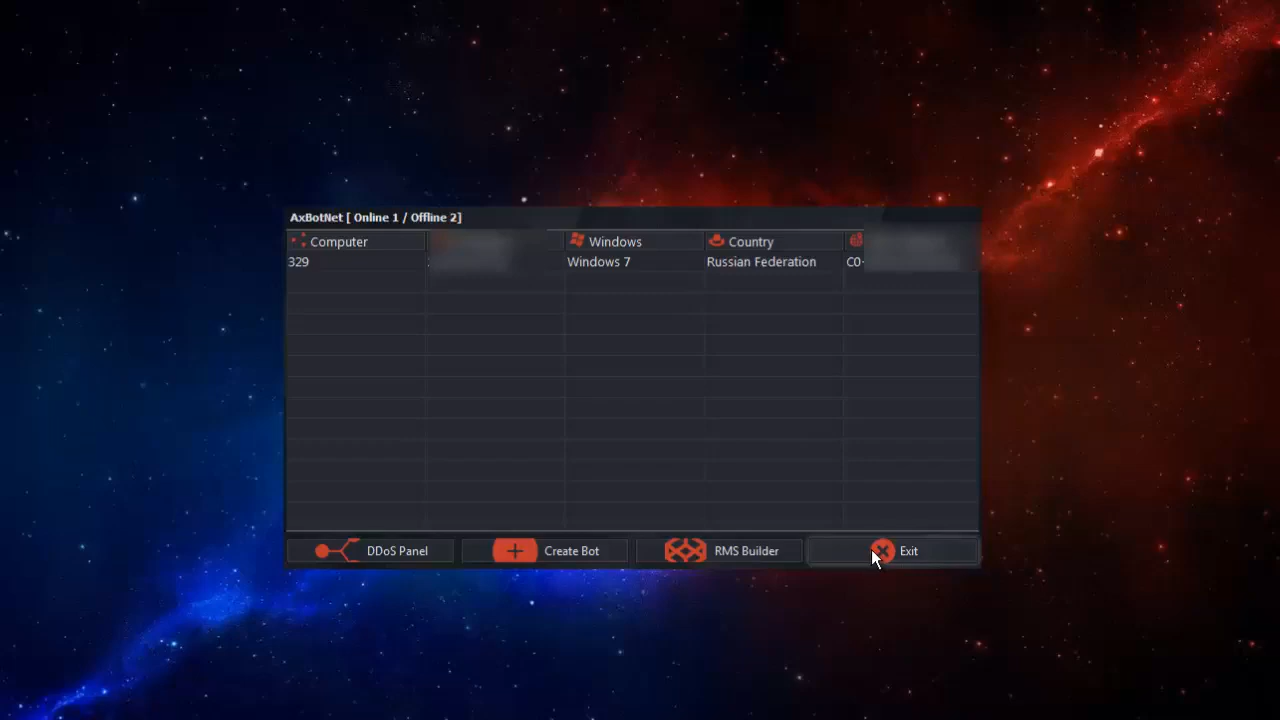 AxBotNet [ Online 1 / Offline 2]
Computer Windows Country
329 Windows 7 Russian Federation C0-
DDoS Panel Create Bot RMS Builder Exit